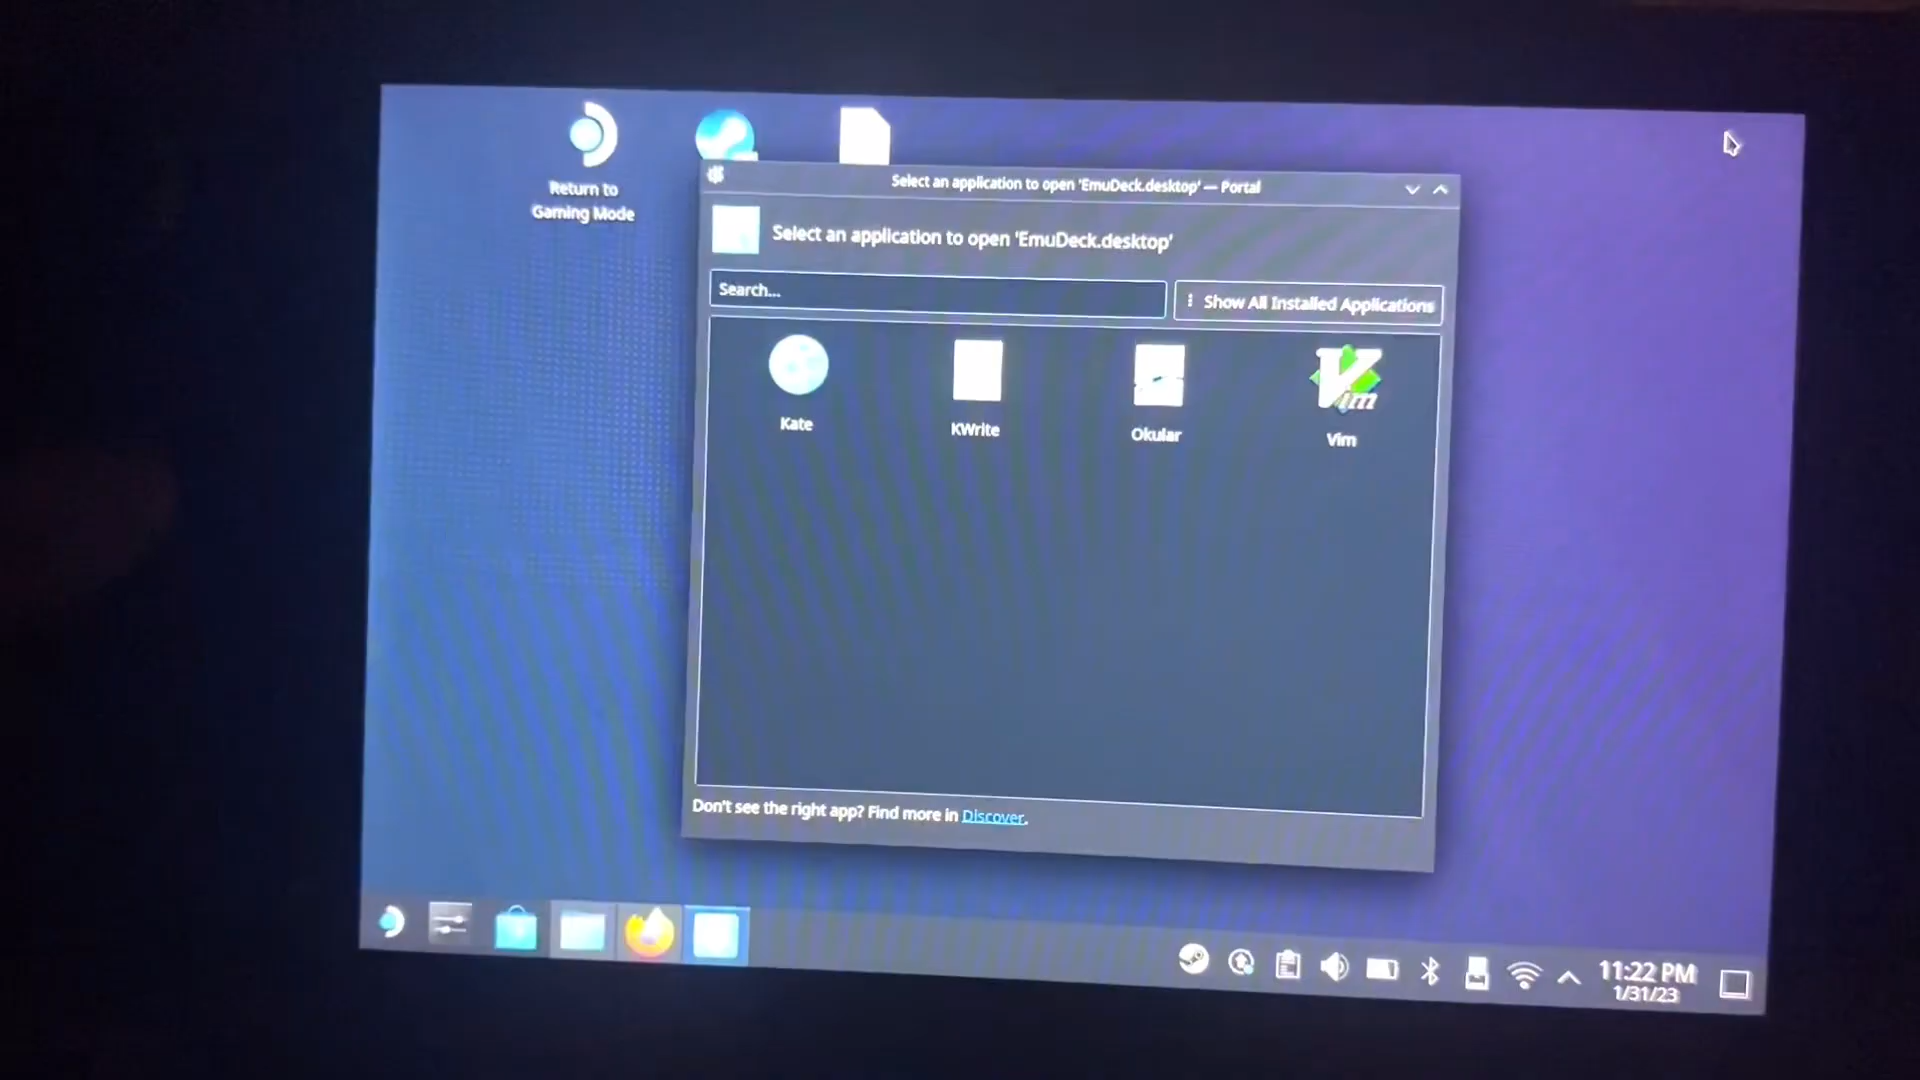 Return to
Gaming Mode
Select an application to open 'EmuDeck.desktop' — Portal
Select an application to open 'EmuDeck.desktop'
Search...
Show All Installed Applications
Kate
KWrite
Okular
Vim
Vim
Don't see the right app? Find more in Discover.
11:22 PM
1/31/23